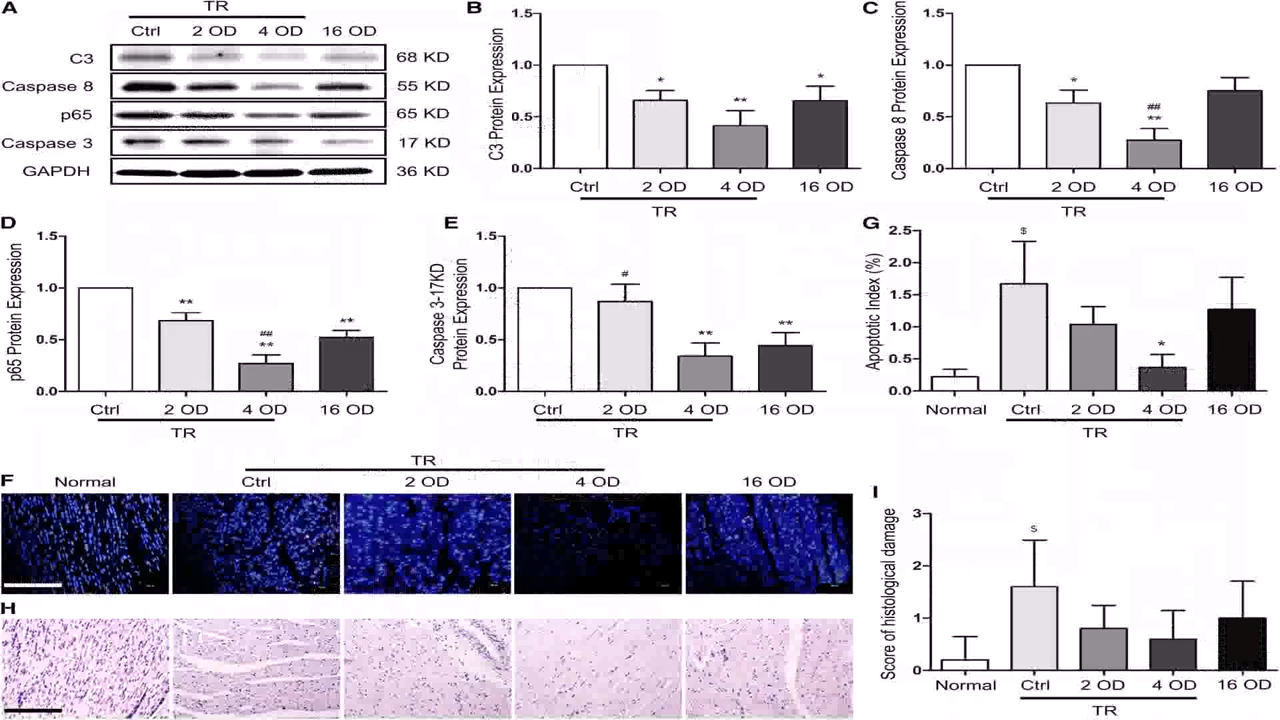 A
TR
Ctrl 2 OD 4 OD 16 OD
C3 68 KD
Caspase 8 55 KD
p65 65 KD
Caspase 3 17 KD
GAPDH 36 KD
B
C3 Protein Expression
1.5
1.0
0.5
0.0
*
**
*
Ctrl 2 OD 4 OD 16 OD
TR
C
Caspase 8 Protein Expression
1.5
1.0
0.5
0.0
*
##
**
Ctrl 2 OD 4 OD 16 OD
TR
D
p65 Protein Expression
1.5
1.0
0.5
0.0
**
##
**
**
Ctrl 2 OD 4 OD 16 OD
TR
E
Caspase 3-17KD
Protein Expression
1.5
1.0
0.5
0.0
#
**
**
Ctrl 2 OD 4 OD 16 OD
TR
G
Apoptotic Index (%)
2.5
2.0
1.5
1.0
0.5
0.0
$
*
Normal Ctrl 2 OD 4 OD 16 OD
TR
F
TR
Normal Ctrl 2 OD 4 OD 16 OD
H
I
Score of histological damage
3
2
1
0
$
Normal Ctrl 2 OD 4 OD 16 OD
TR